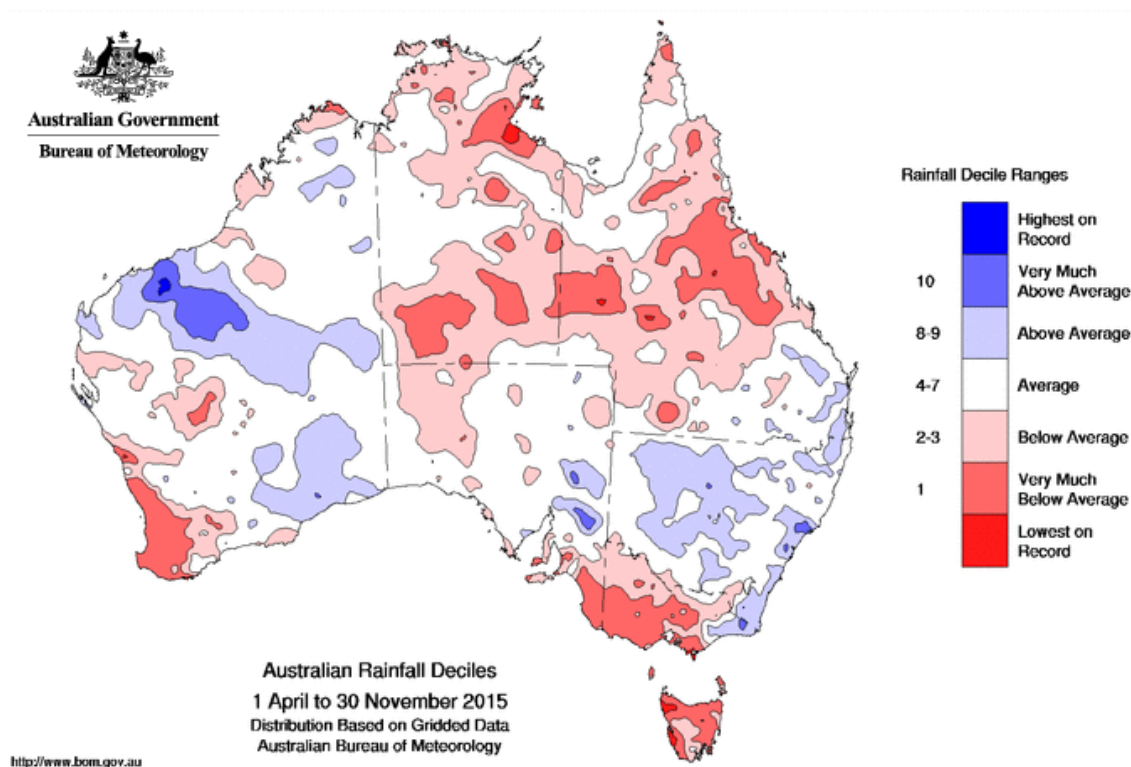 Australian Government
Bureau of Meteorology
Rainfall Decile Ranges
Highest on
Record
10
Very Much
Above Average
8-9
Above Average
4-7
Average
2-3
Below Average
1
Very Much
Below Average
Lowest on
Record
Australian Rainfall Deciles
1 April to 30 November 2015
Distribution Based on Gridded Data
Australian Bureau of Meteorology
http://www.bom.gov.au